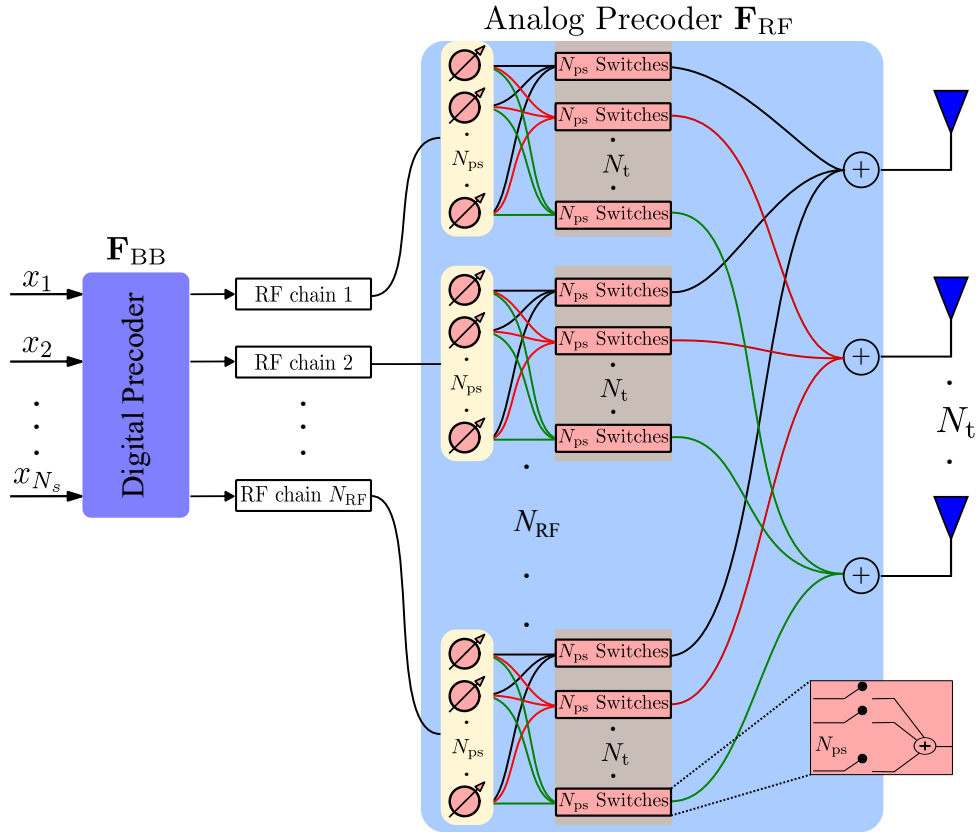 Analog Precoder F_RF
N_ps Switches
N_ps Switches
N_ps
N_t
N_ps Switches
F_BB
x_1
x_2
x_{N_s}
Digital Precoder
RF chain 1
RF chain 2
RF chain N_RF
N_ps Switches
N_ps Switches
N_ps
N_t
N_ps Switches
N_RF
N_t
N_ps Switches
N_ps Switches
N_ps
N_t
N_ps Switches
N_ps